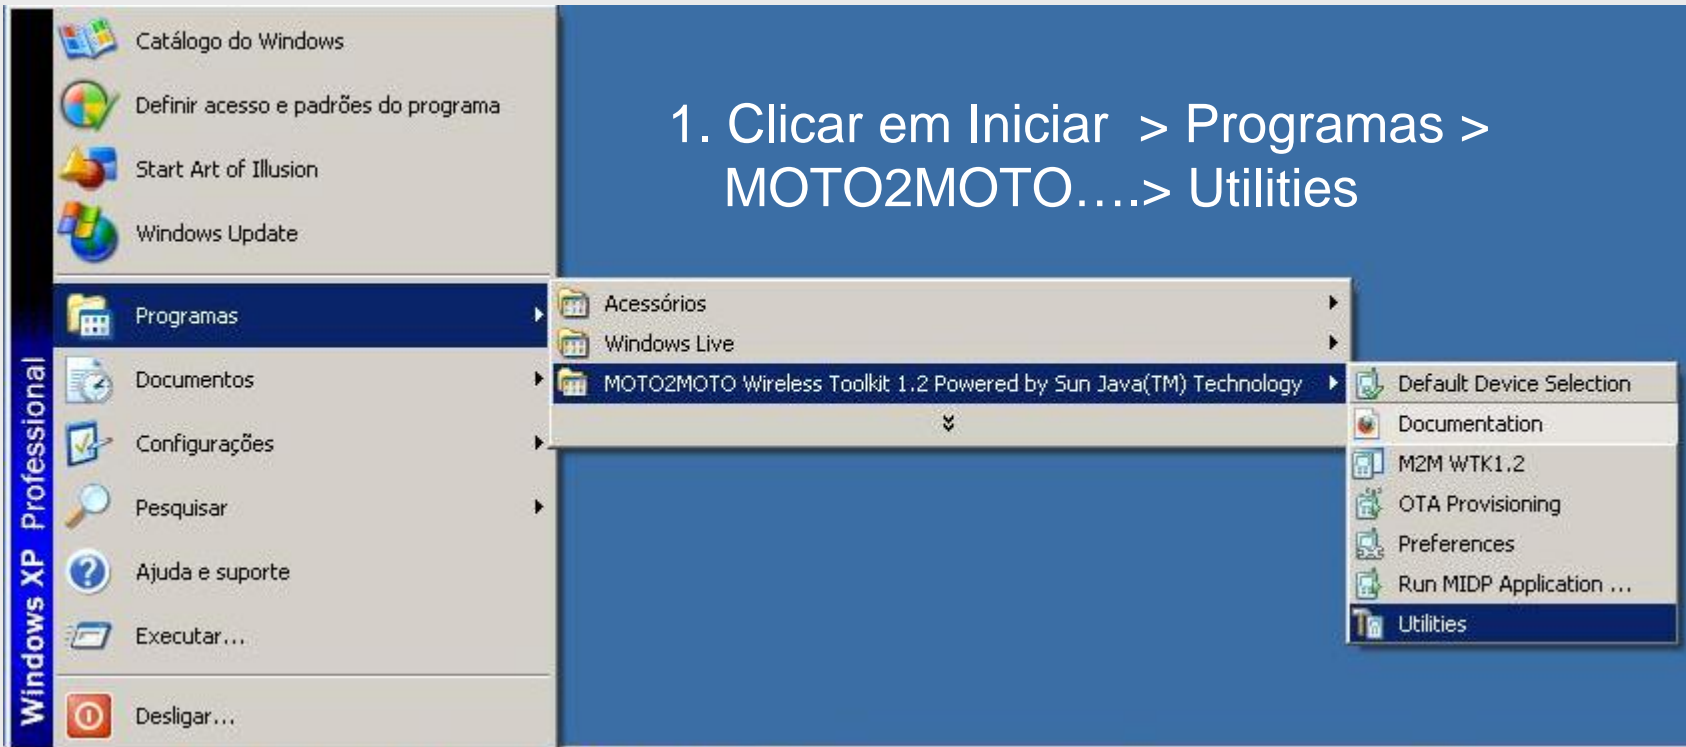 Catálogo do Windows
Definir acesso e padrões do programa
Start Art of Illusion
Windows Update
1. Clicar em Iniciar > Programas >
MOTO2MOTO….> Utilities
Programas
Documentos
Configurações
Pesquisar
Ajuda e suporte
Executar...
Desligar...
Windows XP Professional
Acessórios
Windows Live
MOTO2MOTO Wireless Toolkit 1.2 Powered by Sun Java(TM) Technology
Default Device Selection
Documentation
M2M WTK1.2
OTA Provisioning
Preferences
Run MIDP Application ...
Utilities